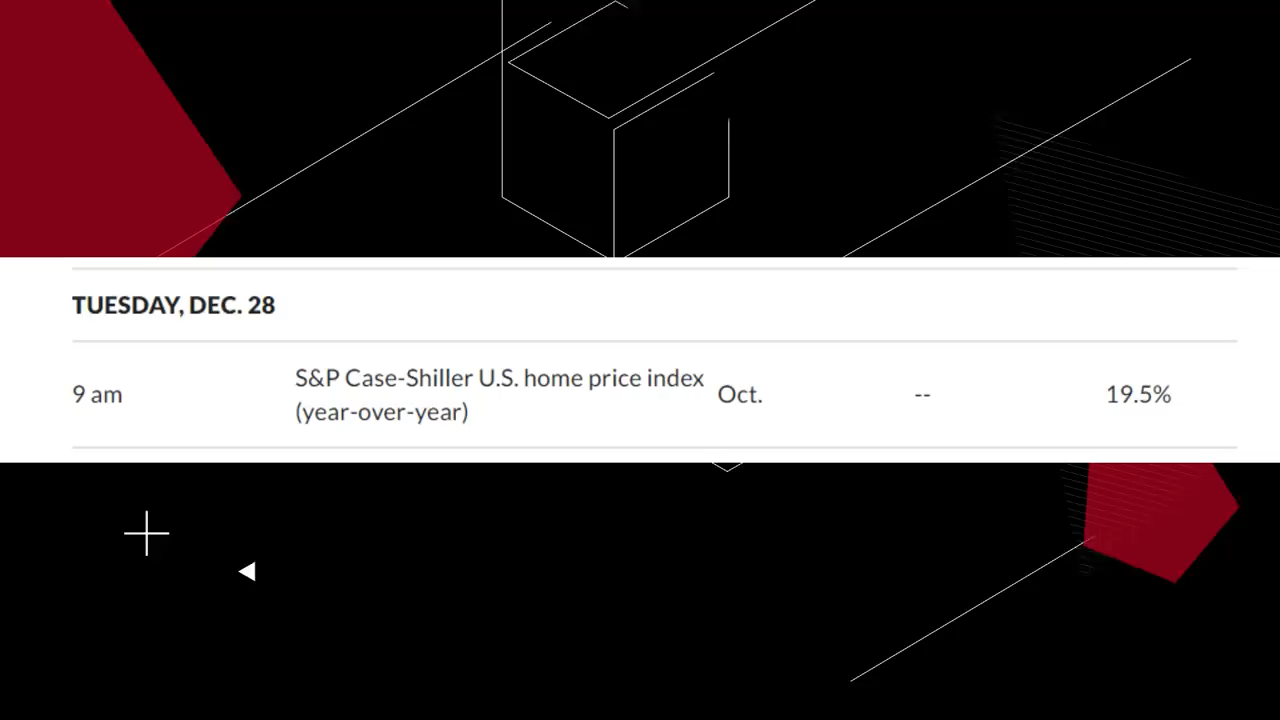 TUESDAY, DEC. 28
9 am
S&P Case-Shiller U.S. home price index
(year-over-year)
Oct.
--
19.5%